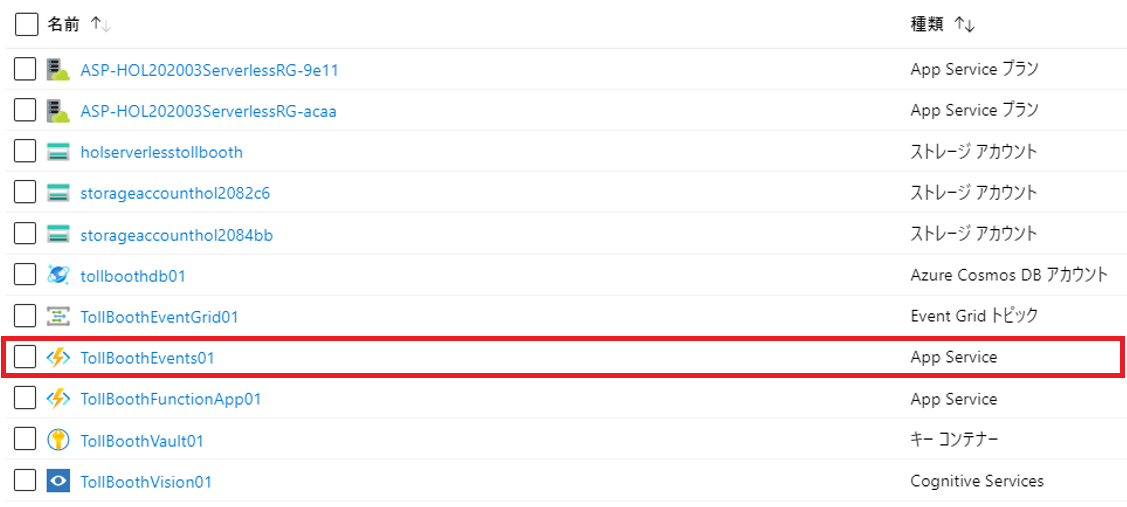 名前 ↑↓ 種類 ↑↓
ASP-HOL202003ServerlessRG-9e11 App Service プラン
ASP-HOL202003ServerlessRG-acaa App Service プラン
holserverlesstollbooth ストレージ アカウント
storageaccounthol2082c6 ストレージ アカウント
storageaccounthol2084bb ストレージ アカウント
tollboothdb01 Azure Cosmos DB アカウント
TollBoothEventGrid01 Event Grid トピック
TollBoothEvents01 App Service
TollBoothFunctionApp01 App Service
TollBoothVault01 キー コンテナー
TollBoothVision01 Cognitive Services